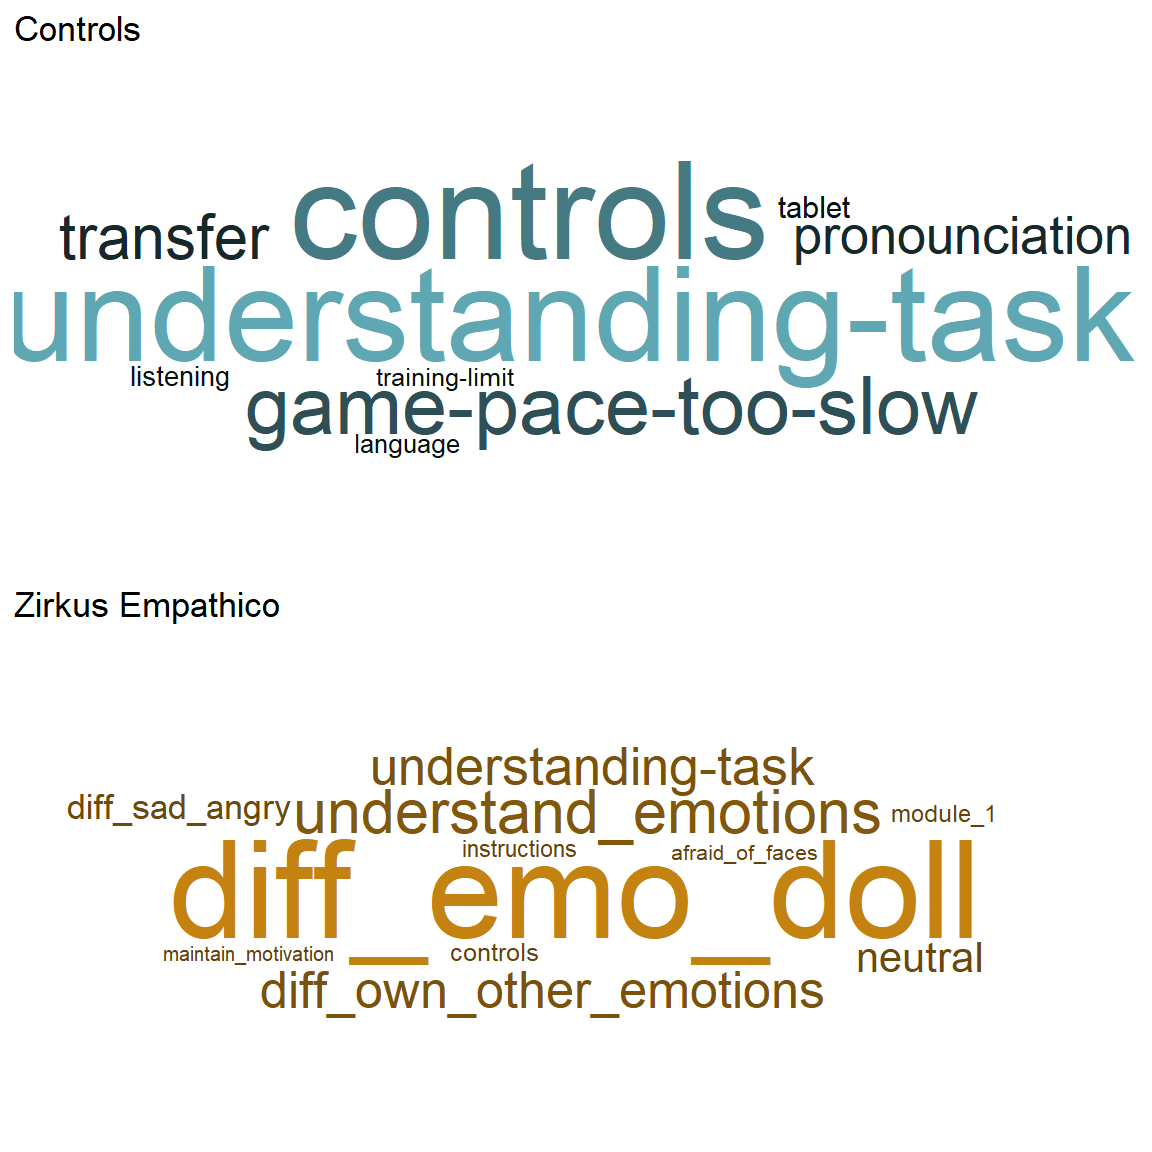 Controls
controls
tablet
transfer
pronounciation
understanding-task
listening
training-limit
game-pace-too-slow
language
Zirkus Empathico
understanding-task
diff_sad_angry
understand_emotions
module_1
instructions
afraid_of_faces
diff_emo_doll
maintain_motivation
controls
neutral
diff_own_other_emotions